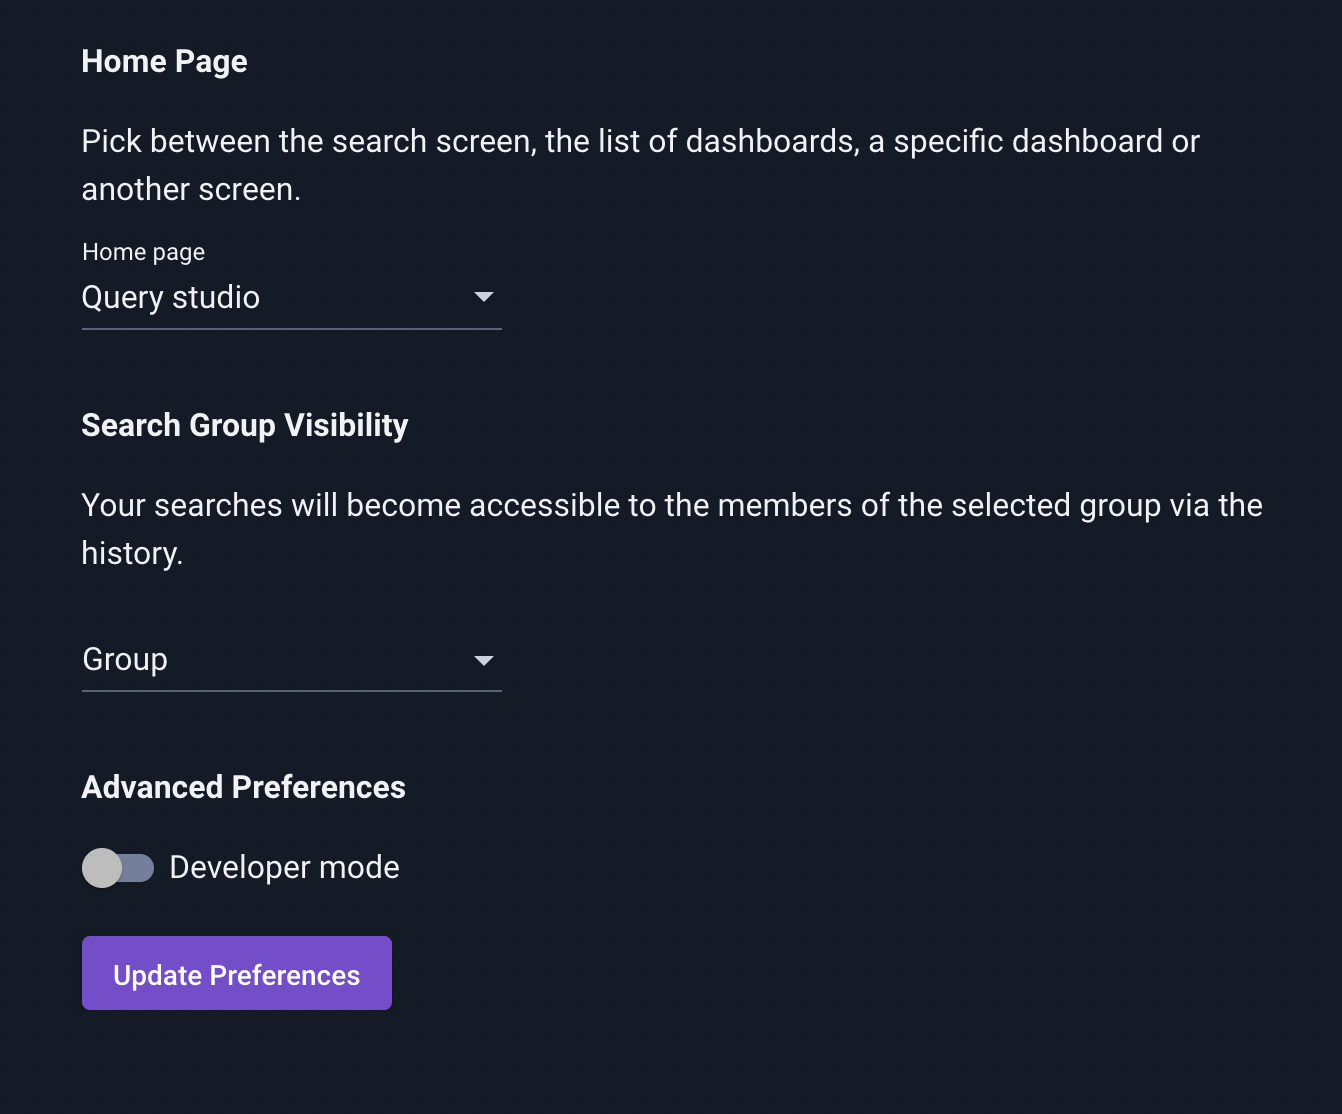 Home Page
Pick between the search screen, the list of dashboards, a specific dashboard or
another screen.
Home page
Query studio
Search Group Visibility
Your searches will become accessible to the members of the selected group via the
history.
Group
Advanced Preferences
Developer mode
Update Preferences